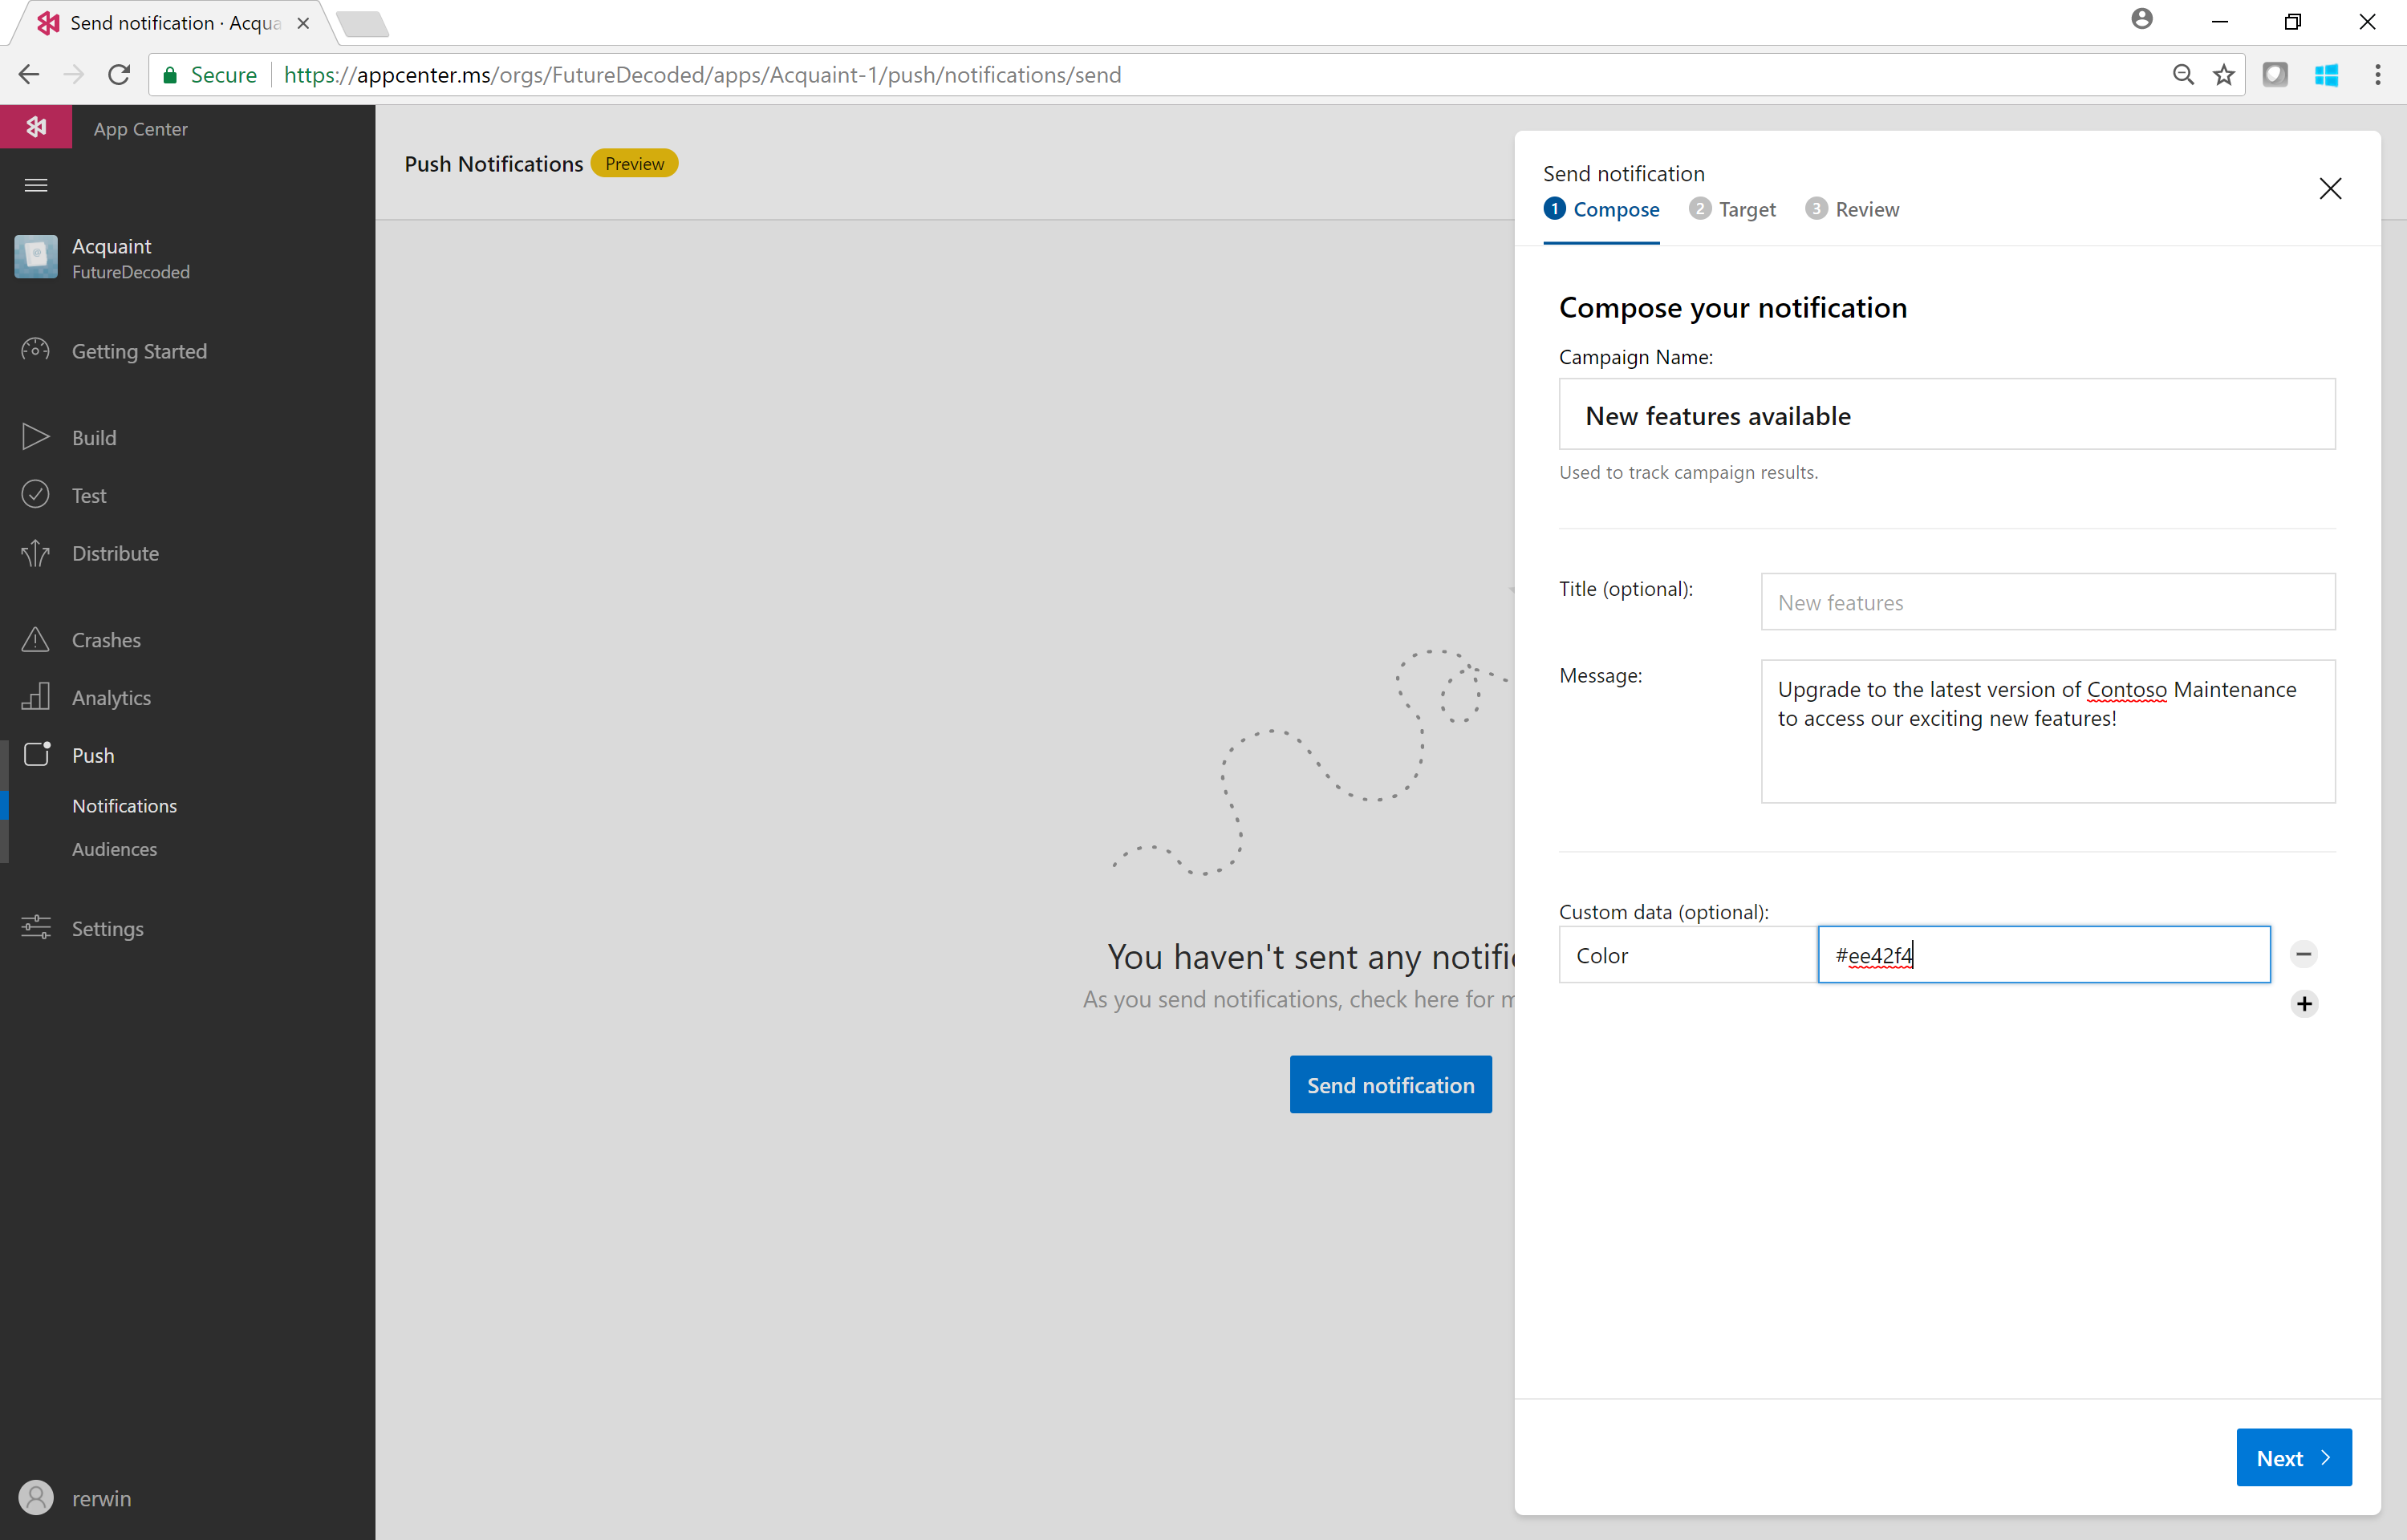 Send notification · Acqua
Secure
https://appcenter.ms/orgs/FutureDecoded/apps/Acquaint-1/push/notifications/send
App Center
Acquaint
FutureDecoded
Getting Started
Build
Test
Distribute
Crashes
Analytics
Push
Notifications
Audiences
Settings
rerwin
Push Notifications Preview
You haven't sent any notifi
As you send notifications, check here for
Send notification
Send notification
1 Compose 2 Target 3 Review
Compose your notification
Campaign Name:
New features available
Used to track campaign results.
Title (optional): New features
Message: Upgrade to the latest version of Contoso Maintenance
to access our exciting new features!
Custom data (optional):
Color #ee42f4
Next